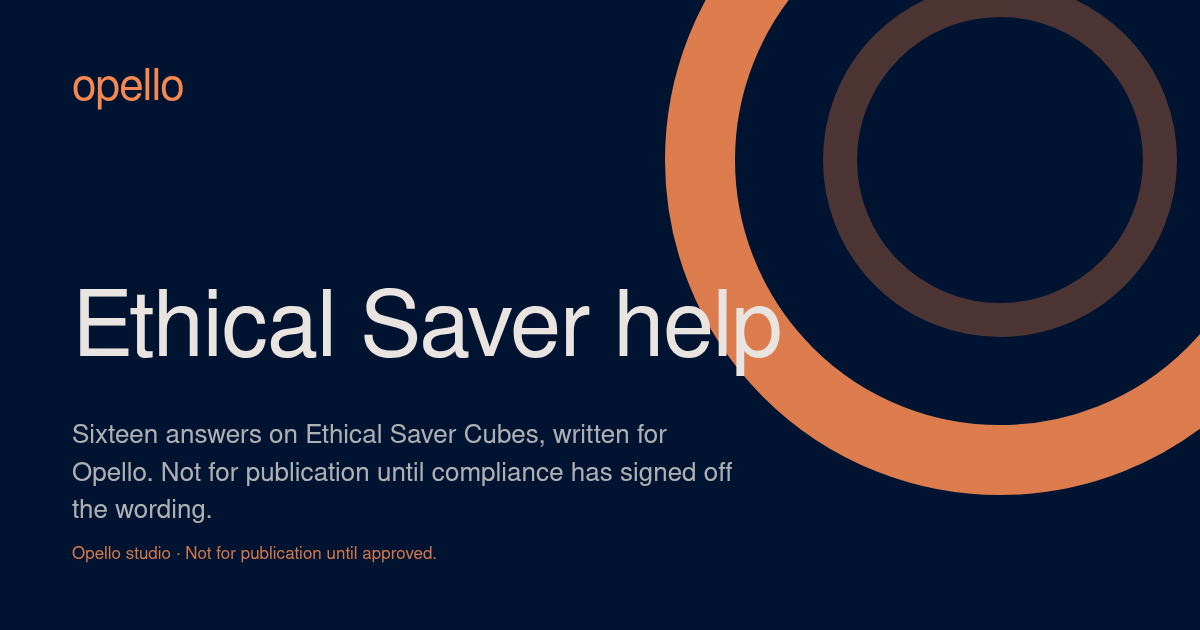 opello
Ethical Saver help
Sixteen answers on Ethical Saver Cubes, written for
Opello. Not for publication until compliance has signed off
the wording.
Opello studio · Not for publication until approved.